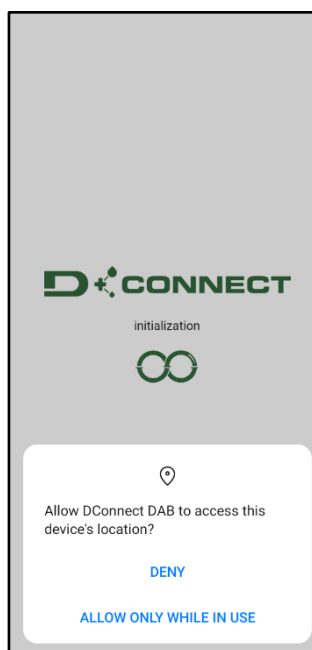 D+CONNECT
initialization
Allow DConnect DAB to access this
device's location?
DENY
ALLOW ONLY WHILE IN USE